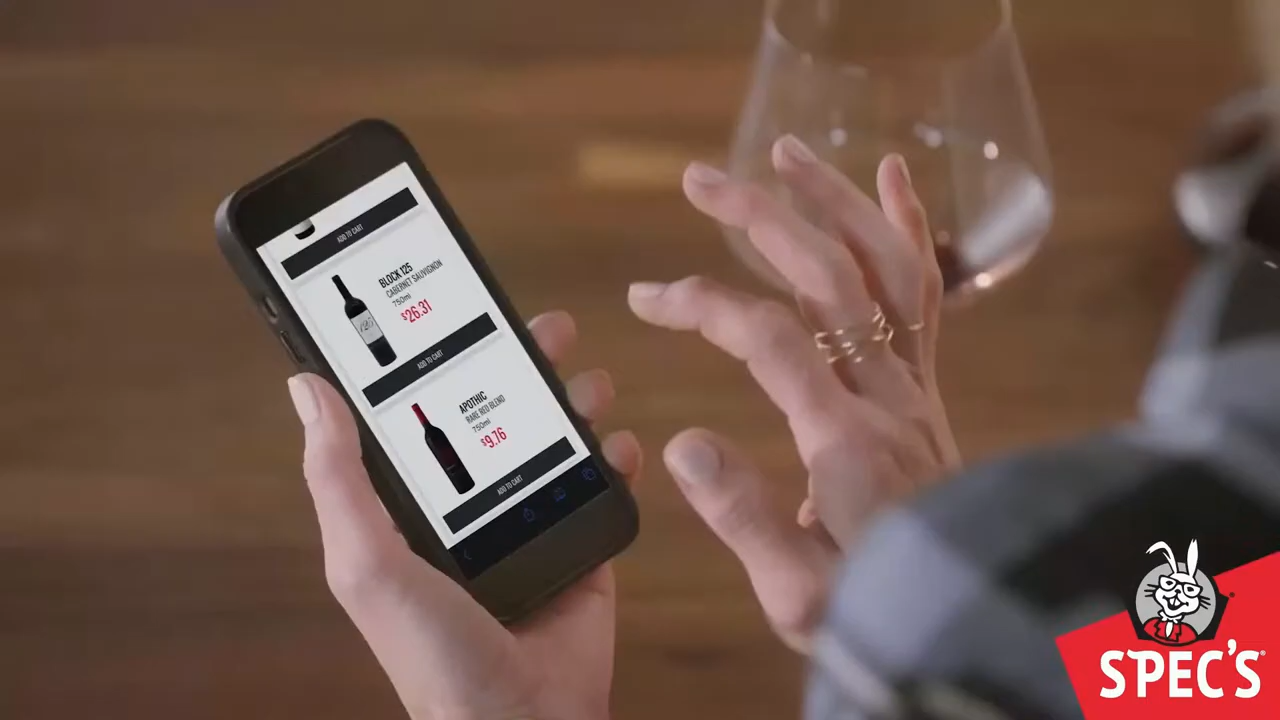 ADD TO CART
BLOCK 125
CABERNET SAUVIGNON
750ml
$26.31
ADD TO CART
APOTHIC
RARE RED BLEND
750ml
$9.76
ADD TO CART
SPEC'S®